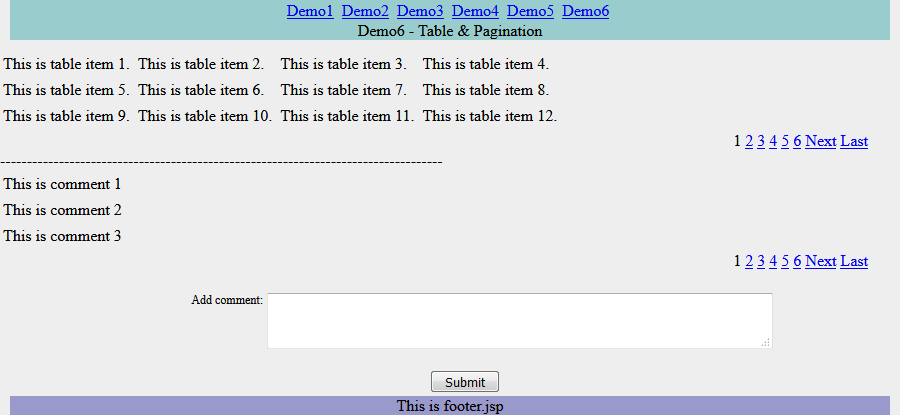 Demo1 Demo2 Demo3 Demo4 Demo5 Demo6
Demo6 - Table & Pagination
This is table item 1. This is table item 2. This is table item 3. This is table item 4.
This is table item 5. This is table item 6. This is table item 7. This is table item 8.
This is table item 9. This is table item 10. This is table item 11. This is table item 12.
1 2 3 4 5 6 Next Last
-----------------------------------------------------------------------------------
This is comment 1
This is comment 2
This is comment 3
1 2 3 4 5 6 Next Last
Add comment:
Submit
This is footer.jsp